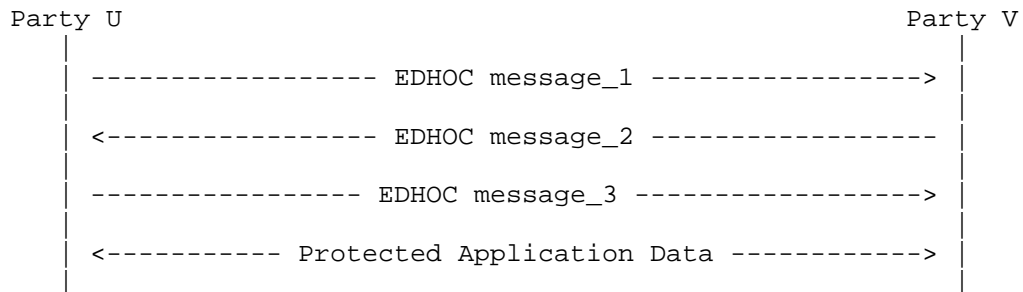 Party U Party V
EDHOC message_1
EDHOC message_2
EDHOC message_3
Protected Application Data